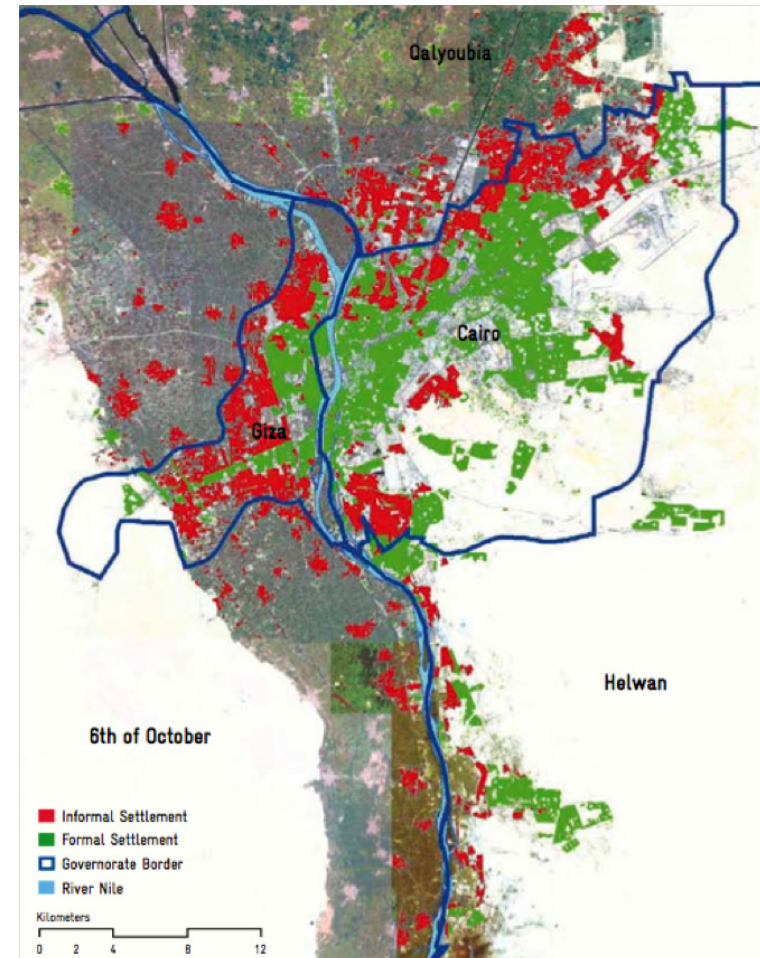 Qalyoubia
Cairo
Giza
Helwan
6th of October
Informal Settlement
Formal Settlement
Governorate Border
River Nile
Kilometers
0 2 4 8 12